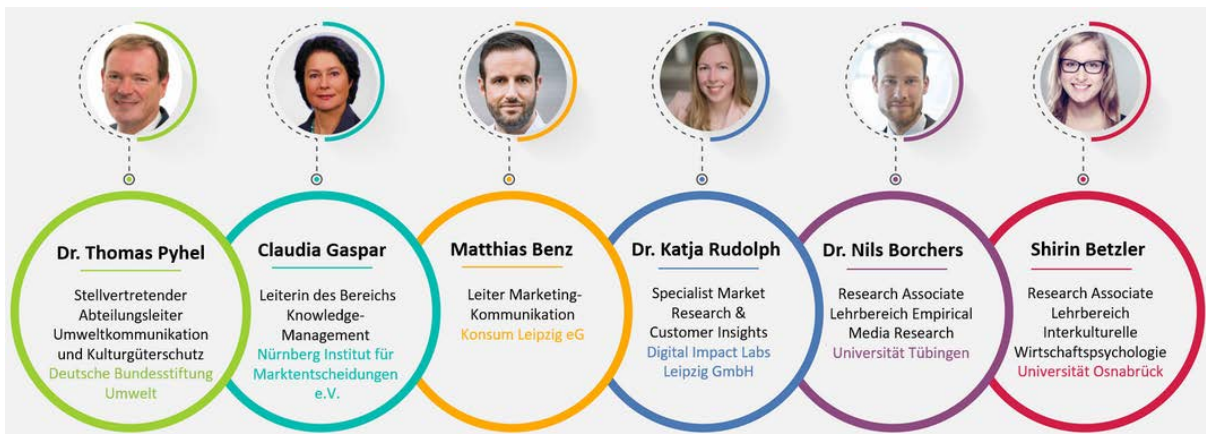 Dr. Thomas Pyhel
Stellvertretender
Abteilungsleiter
Umweltkommunikation
und Kulturgüterschutz
Deutsche Bundesstiftung
Umwelt
Claudia Gaspar
Leiterin des Bereichs
Knowledge-
Management
Nürnberg Institut für
Marktentscheidungen
e.V.
Matthias Benz
Leiter Marketing-
Kommunikation
Konsum Leipzig eG
Dr. Katja Rudolph
Specialist Market
Research &
Customer Insights
Digital Impact Labs
Leipzig GmbH
Dr. Nils Borchers
Research Associate
Lehrbereich Empirical
Media Research
Universität Tübingen
Shirin Betzler
Research Associate
Lehrbereich
Interkulturelle
Wirtschaftspsychologie
Universität Osnabrück